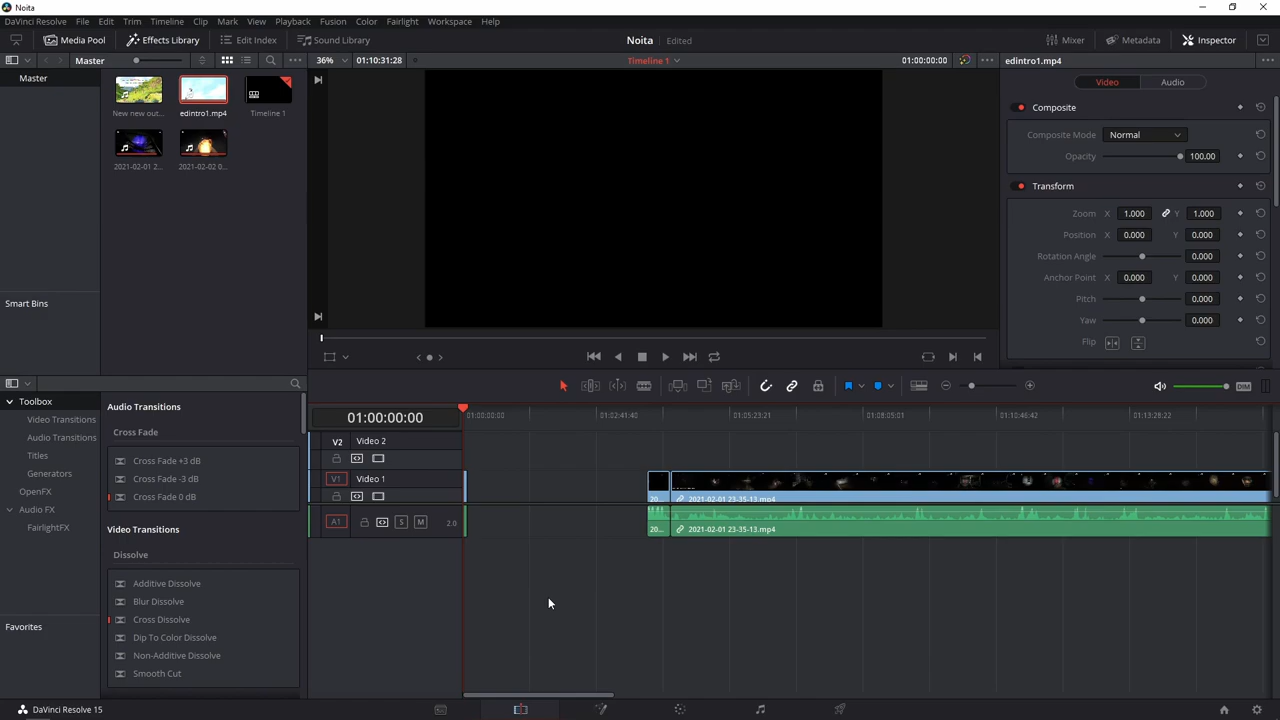 Noita
DaVinci Resolve File Edit Trim Timeline Clip Mark View Playback Fusion Color Fairlight Workspace Help
Media Pool Effects Library Edit Index Sound Library Noita Edited Mixer Metadata Inspector
Master 36% 01:10:31:28 Timeline 1 01:00:00:00 edintro1.mp4
Master
Video Audio
New new out... edintro1.mp4 Timeline 1
Composite
Composite Mode Normal
Opacity 100.00
2021-02-01 2... 2021-02-02 0...
Transform
Zoom X 1.000 Y 1.000
Position X 0.000 Y 0.000
Rotation Angle 0.000
Anchor Point X 0.000 Y 0.000
Pitch 0.000
Smart Bins
Yaw 0.000
Flip
DIM
Toolbox
Video Transitions
Audio Transitions
Titles
Generators
OpenFX
Audio FX
FairlightFX
Favorites
Audio Transitions
Cross Fade
Cross Fade +3 dB
Cross Fade -3 dB
Cross Fade 0 dB
Video Transitions
Dissolve
Additive Dissolve
Blur Dissolve
Cross Dissolve
Dip To Color Dissolve
Non-Additive Dissolve
Smooth Cut
01:00:00:00 01:00:00:00 01:02:41:40 01:05:23:21 01:08:05:01 01:10:46:42 01:13:28:22
V2 Video 2
V1 Video 1
20... 2021-02-01 23-35-13.mp4
A1 S M 2.0
20... 2021-02-01 23-35-13.mp4
DaVinci Resolve 15